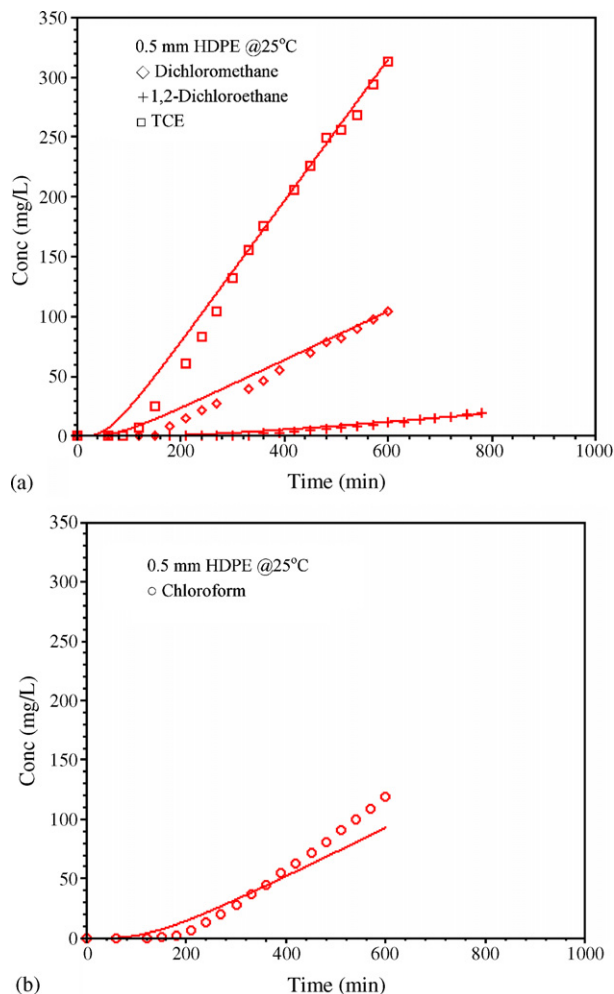 350
300
250
200
150
100
50
0
Conc (mg/L)
0.5 mm HDPE @25°C
◇ Dichloromethane
+ 1,2-Dichloroethane
□ TCE
0 200 400 600 800 1000
Time (min)
(a)
350
300
250
200
150
100
50
0
Conc (mg/L)
0.5 mm HDPE @25°C
○ Chloroform
0 200 400 600 800 1000
Time (min)
(b)